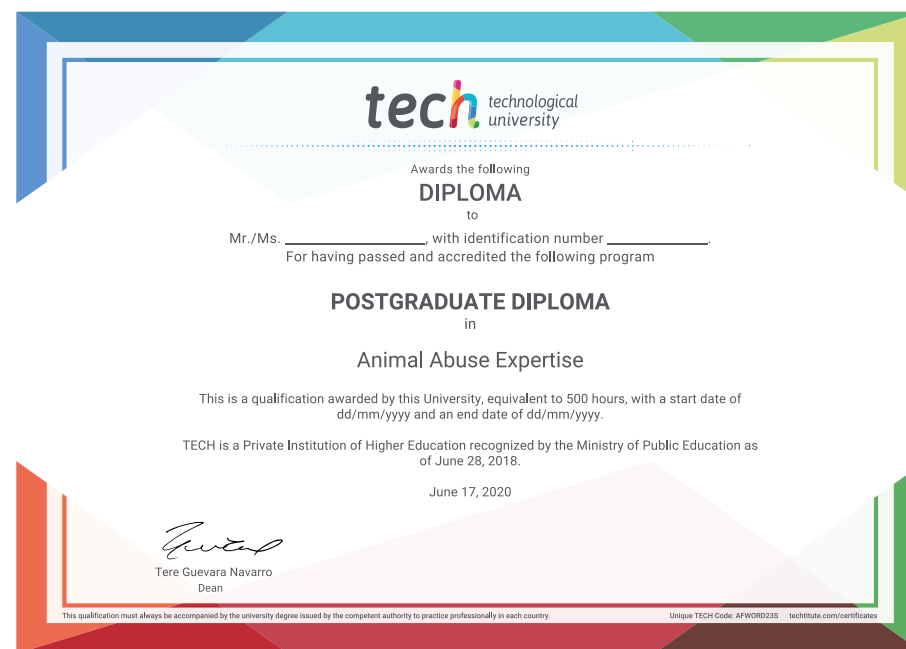 tech technological
university
Awards the following
DIPLOMA
to
Mr./Ms. ____________________, with identification number ______________.
For having passed and accredited the following program
POSTGRADUATE DIPLOMA
in
Animal Abuse Expertise
This is a qualification awarded by this University, equivalent to 500 hours, with a start date of
dd/mm/yyyy and an end date of dd/mm/yyyy.
TECH is a Private Institution of Higher Education recognized by the Ministry of Public Education as
of June 28, 2018.
June 17, 2020
Tere Guevara Navarro
Dean
This qualification must always be accompanied by the university degree issued by the competent authority to practice professionally in each country. Unique TECH Code: AFWORD23S techtitute.com/certificates